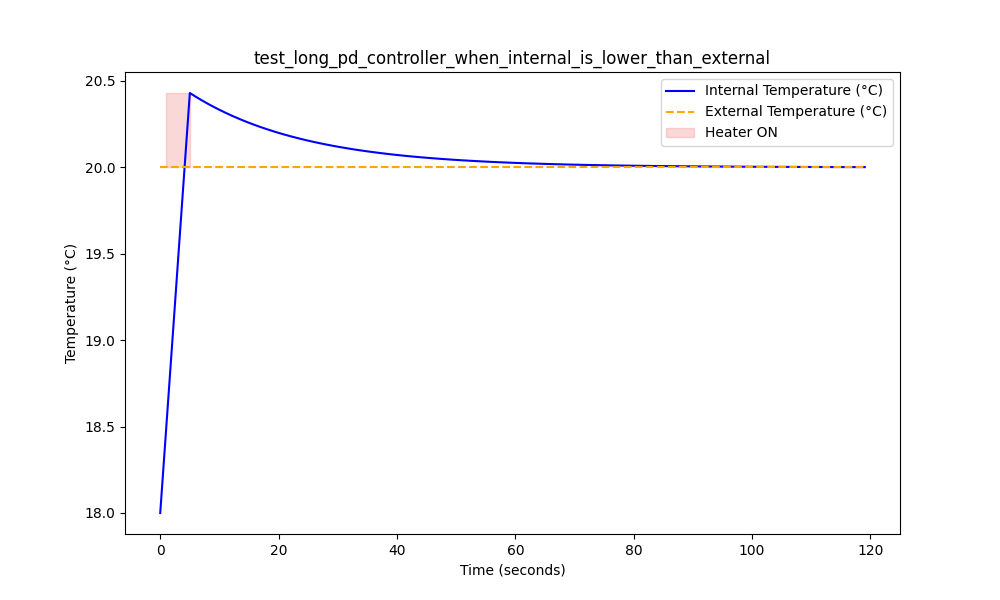 test_long_pd_controller_when_internal_is_lower_than_external
Internal Temperature (°C)
External Temperature (°C)
Heater ON
Temperature (°C)
20.5
20.0
19.5
19.0
18.5
18.0
0 20 40 60 80 100 120
Time (seconds)